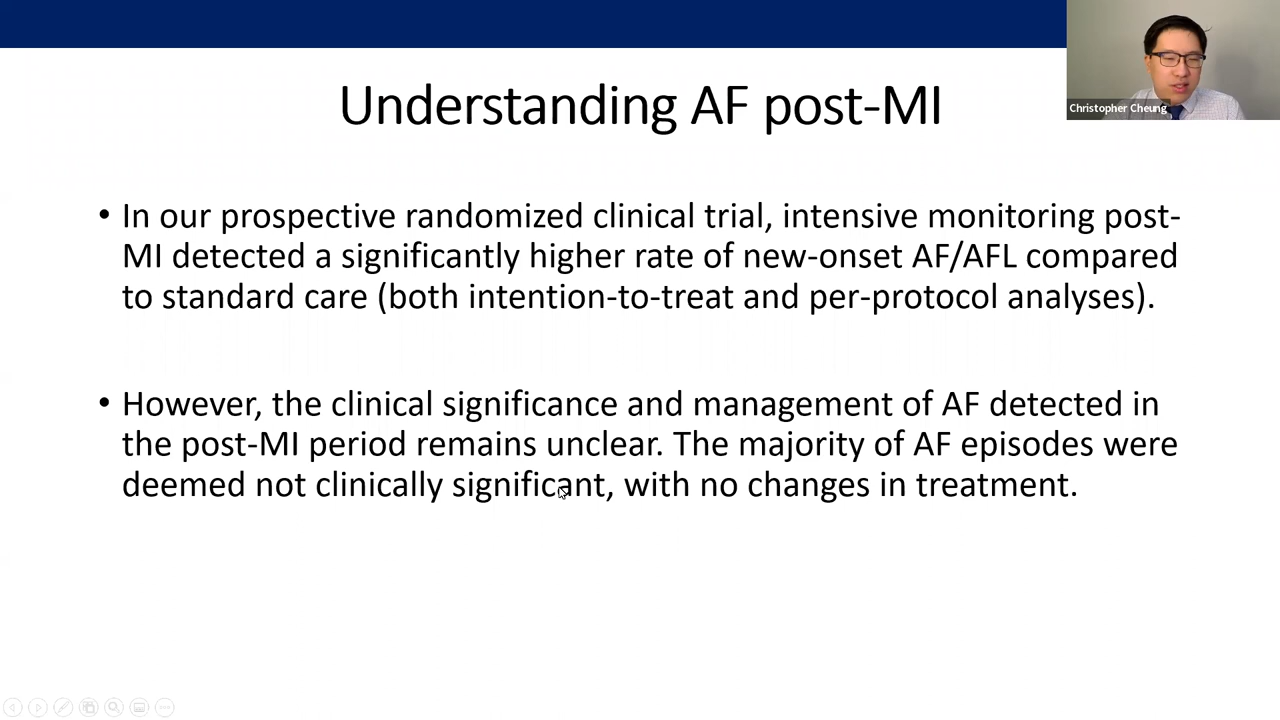 Christopher Cheung
Understanding AF post-MI
• In our prospective randomized clinical trial, intensive monitoring post-
MI detected a significantly higher rate of new-onset AF/AFL compared
to standard care (both intention-to-treat and per-protocol analyses).
• However, the clinical significance and management of AF detected in
the post-MI period remains unclear. The majority of AF episodes were
deemed not clinically significant, with no changes in treatment.